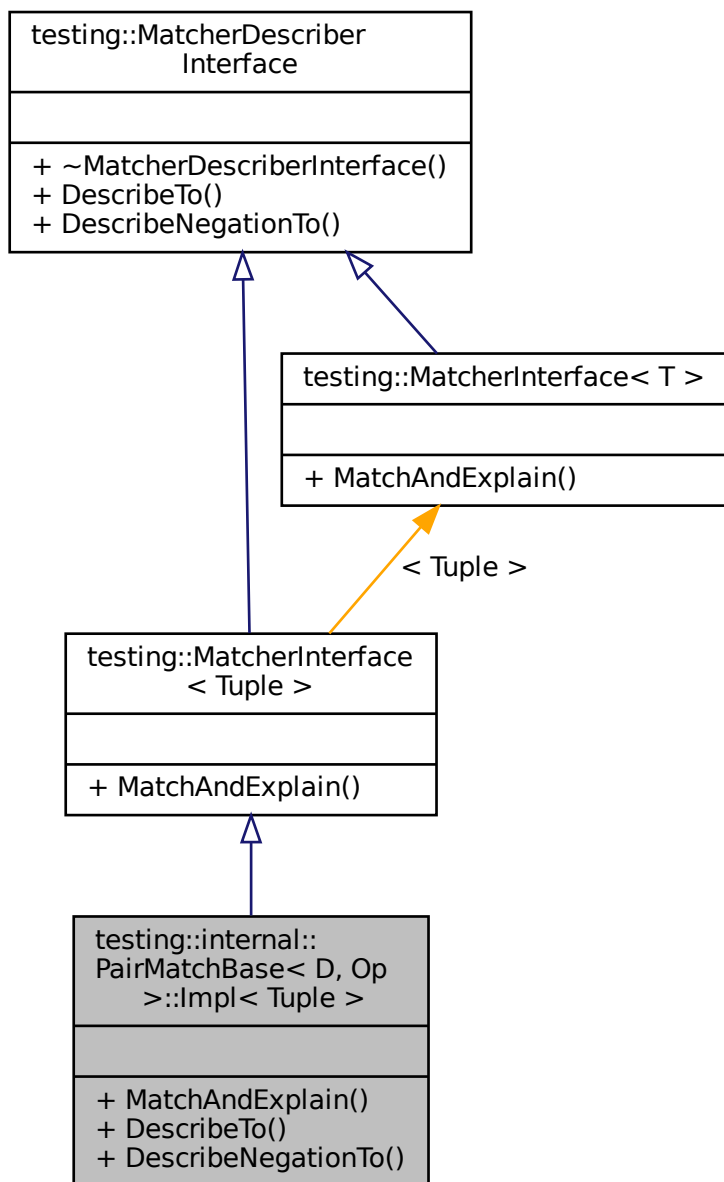 testing::MatcherDescriber
Interface
+ ~MatcherDescriberInterface()
+ DescribeTo()
+ DescribeNegationTo()
testing::MatcherInterface< T >
+ MatchAndExplain()
< Tuple >
testing::MatcherInterface
< Tuple >
+ MatchAndExplain()
testing::internal::
PairMatchBase< D, Op
>::Impl< Tuple >
+ MatchAndExplain()
+ DescribeTo()
+ DescribeNegationTo()